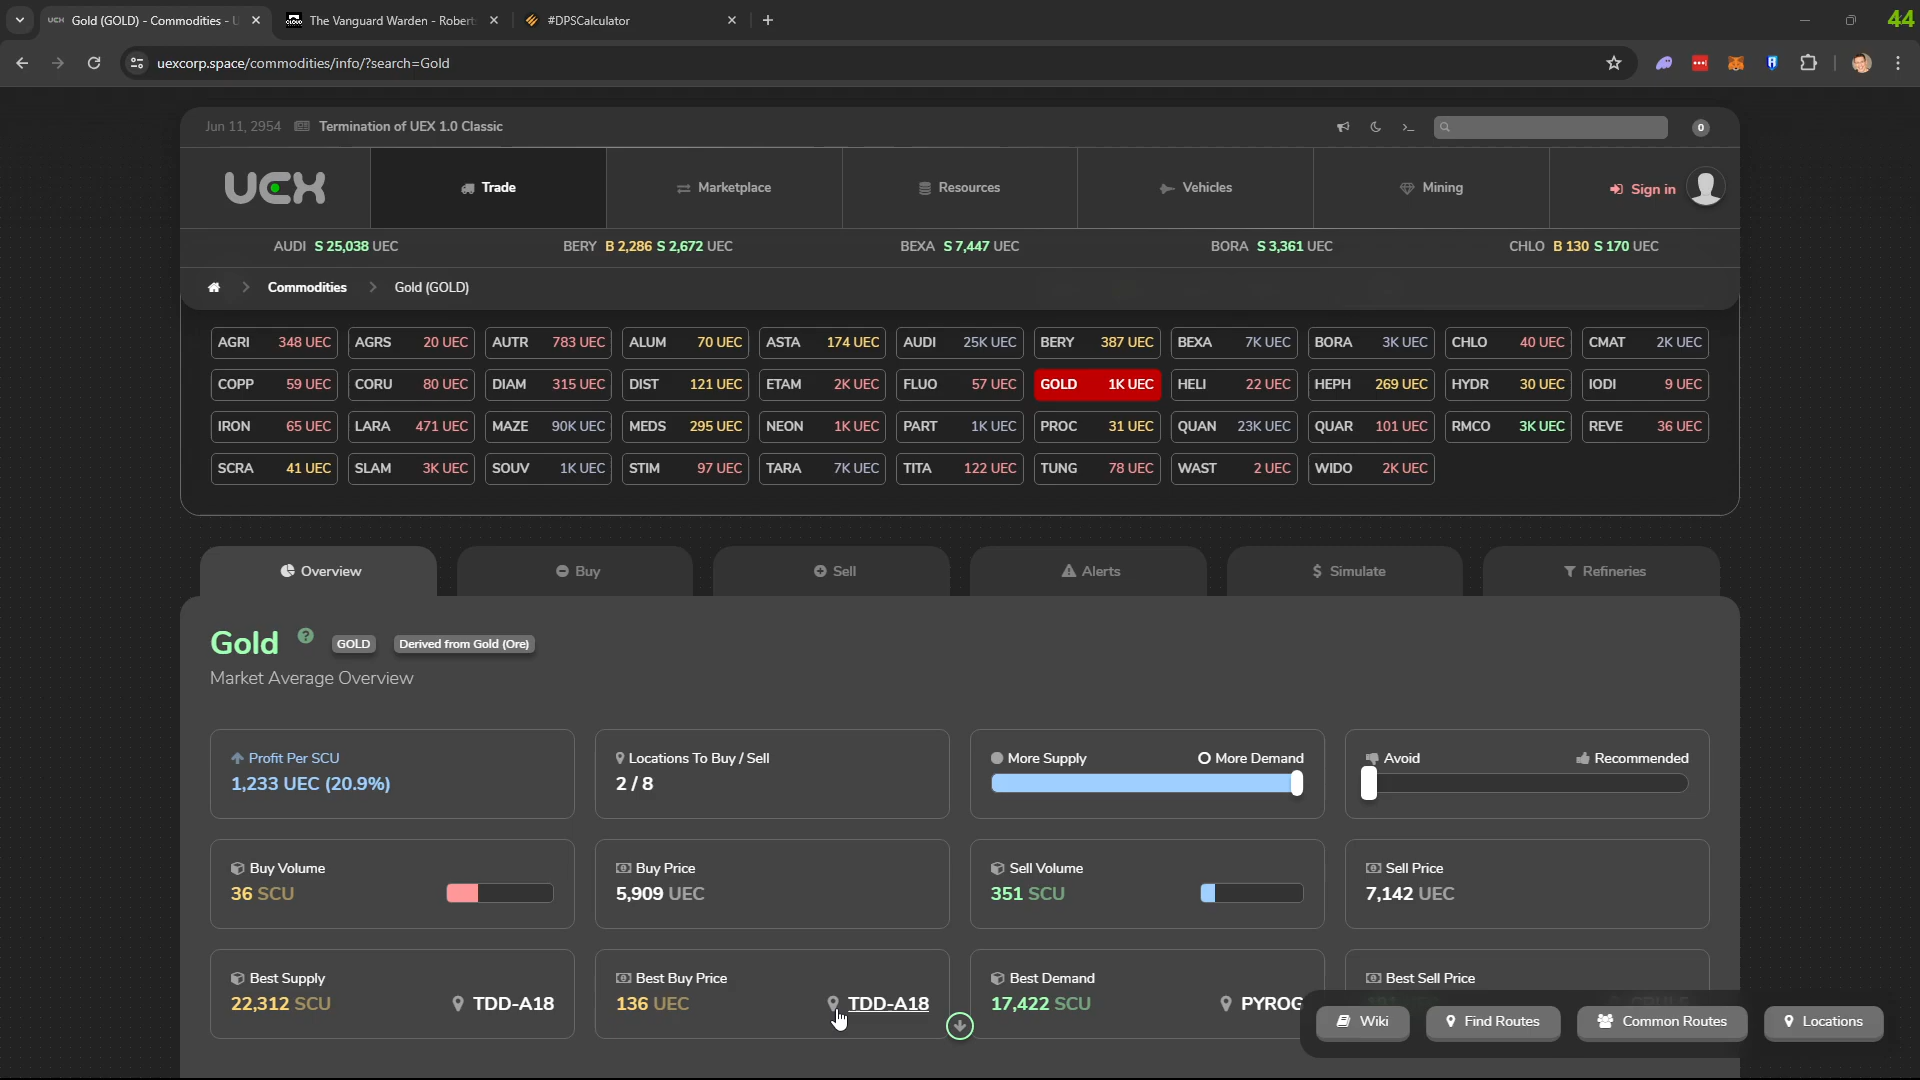 Gold (GOLD) - Commodities - U
The Vanguard Warden - Robert
#DPSCalculator
44
uexcorp.space/commodities/info/?search=Gold
Jun 11, 2954 Termination of UEX 1.0 Classic
0
UEX
Trade
Marketplace
Resources
Vehicles
Mining
Sign in
AUDI S 25,038 UEC
BERY B 2,286 S 2,672 UEC
BEXA S 7,447 UEC
BORA S 3,361 UEC
CHLO B 130 S 170 UEC
Commodities
Gold (GOLD)
AGRI 348 UEC
AGRS 20 UEC
AUTR 783 UEC
ALUM 70 UEC
ASTA 174 UEC
AUDI 25K UEC
BERY 387 UEC
BEXA 7K UEC
BORA 3K UEC
CHLO 40 UEC
CMAT 2K UEC
COPP 59 UEC
CORU 80 UEC
DIAM 315 UEC
DIST 121 UEC
ETAM 2K UEC
FLUO 57 UEC
GOLD 1K UEC
HELI 22 UEC
HEPH 269 UEC
HYDR 30 UEC
IODI 9 UEC
IRON 65 UEC
LARA 471 UEC
MAZE 90K UEC
MEDS 295 UEC
NEON 1K UEC
PART 1K UEC
PROC 31 UEC
QUAN 23K UEC
QUAR 101 UEC
RMCO 3K UEC
REVE 36 UEC
SCRA 41 UEC
SLAM 3K UEC
SOUV 1K UEC
STIM 97 UEC
TARA 7K UEC
TITA 122 UEC
TUNG 78 UEC
WAST 2 UEC
WIDO 2K UEC
Overview
Buy
Sell
Alerts
Simulate
Refineries
Gold ? GOLD Derived from Gold (Ore)
Market Average Overview
Profit Per SCU
1,233 UEC (20.9%)
Locations To Buy / Sell
2 / 8
More Supply More Demand
Avoid Recommended
Buy Volume
36 SCU
Buy Price
5,909 UEC
Sell Volume
351 SCU
Sell Price
7,142 UEC
Best Supply
22,312 SCU TDD-A18
Best Buy Price
136 UEC TDD-A18
Best Demand
17,422 SCU PYROG
Best Sell Price
Wiki
Find Routes
Common Routes
Locations